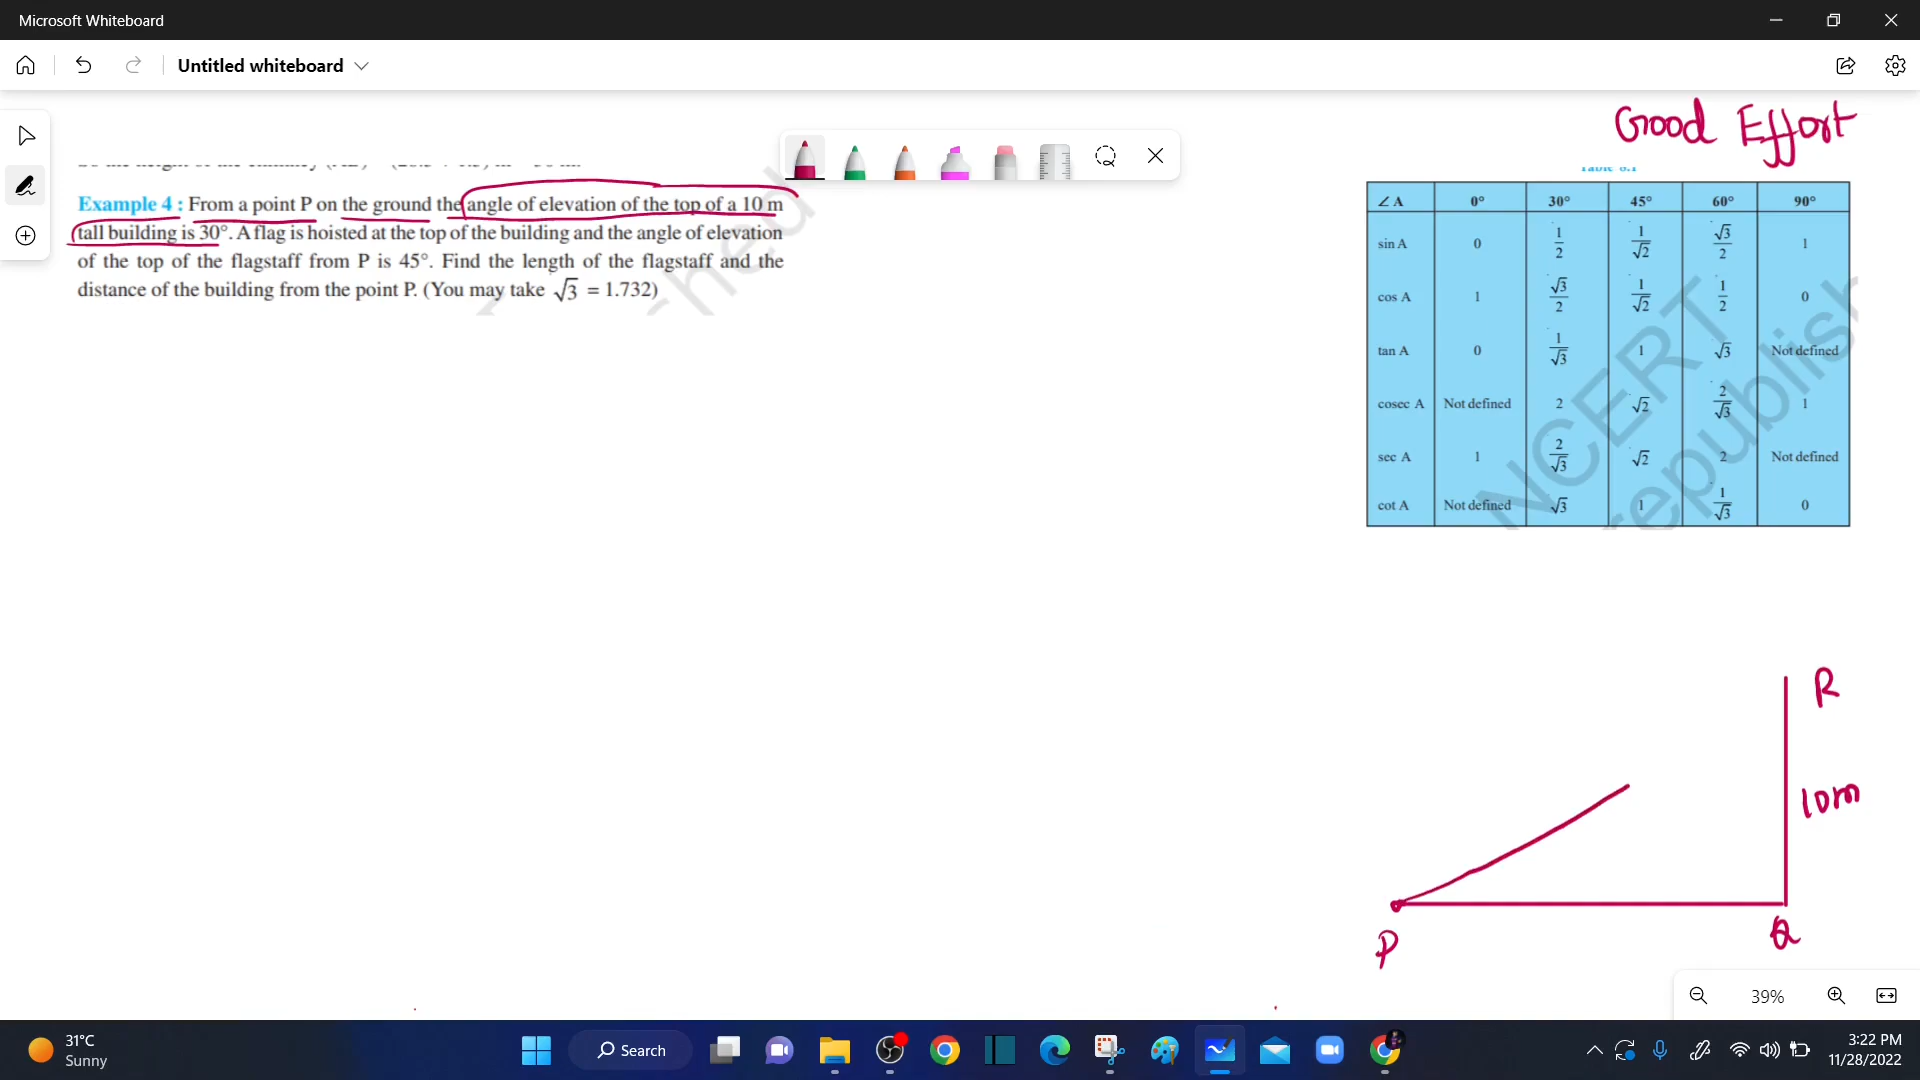 Microsoft Whiteboard
Untitled whiteboard
Good Effort
Example 4 : From a point P on the ground the angle of elevation of the top of a 10 m
tall building is 30°. A flag is hoisted at the top of the building and the angle of elevation
of the top of the flagstaff from P is 45°. Find the length of the flagstaff and the
distance of the building from the point P. (You may take √3 = 1.732)
∠A 0° 30° 45° 60° 90°
sin A 0 1/2 1/√2 √3/2 1
cos A 1 √3/2 1/√2 1/2 0
tan A 0 1/√3 1 √3 Not defined
cosec A Not defined 2 √2 2/√3 1
sec A 1 2/√3 √2 2 Not defined
cot A Not defined √3 1 1/√3 0
NCERT
republish
R
10m
P
Q
39%
31°C
Sunny
Search
3:22 PM
11/28/2022